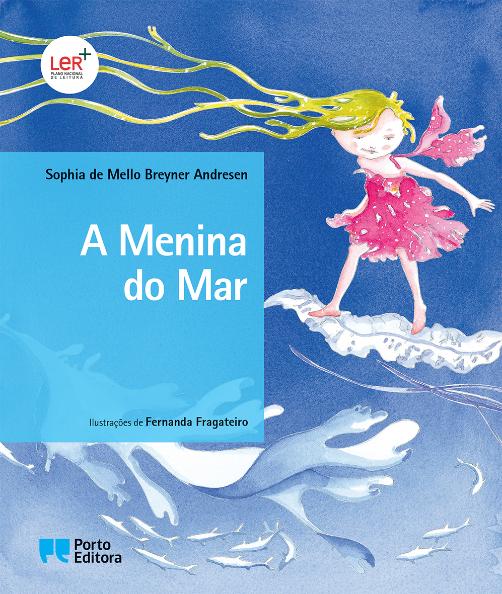 LER+
PLANO NACIONAL
DE LEITURA
Sophia de Mello Breyner Andresen
A Menina
do Mar
Ilustrações de Fernanda Fragateiro
Porto
Editora